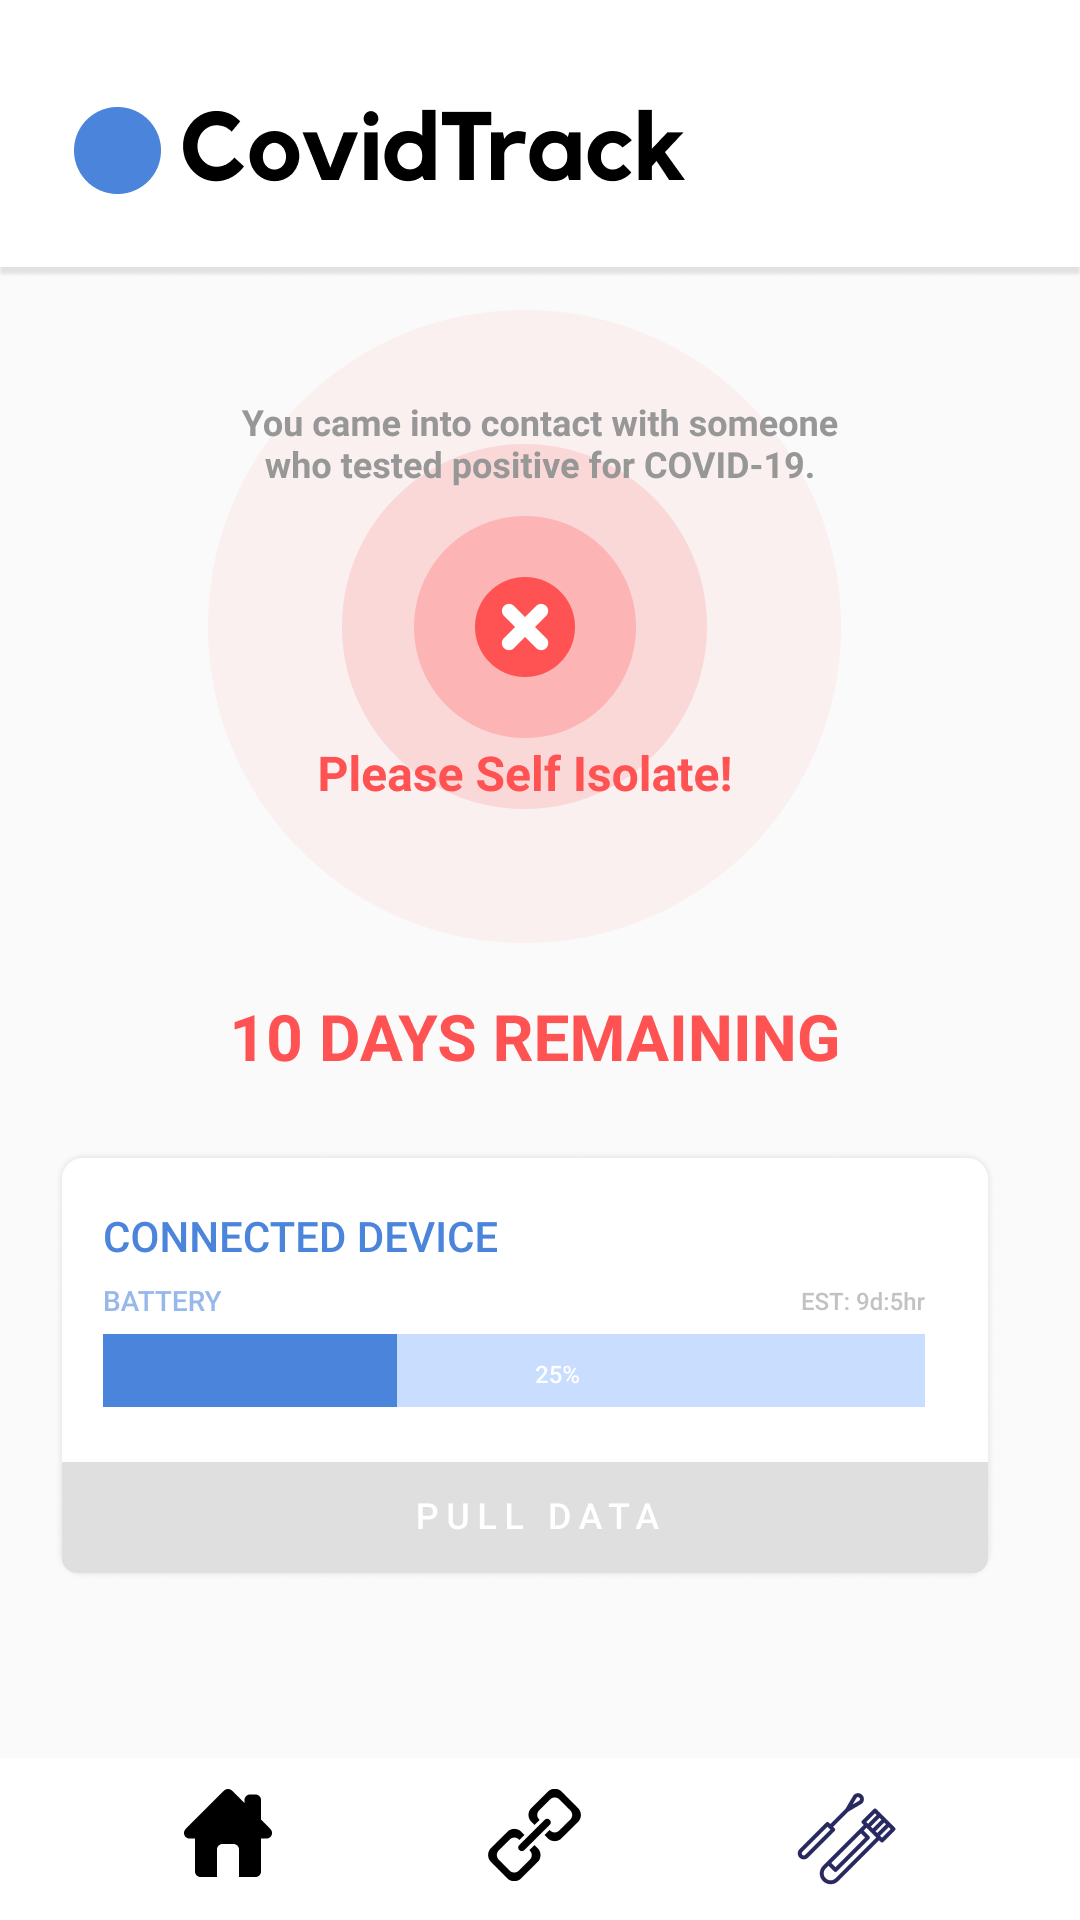 CovidTrack
You came into contact with someone
who tested positive for COVID-19.
Please Self Isolate!
10 DAYS REMAINING
CONNECTED DEVICE
BATTERY
EST: 9d:5hr
25%
PULL DATA